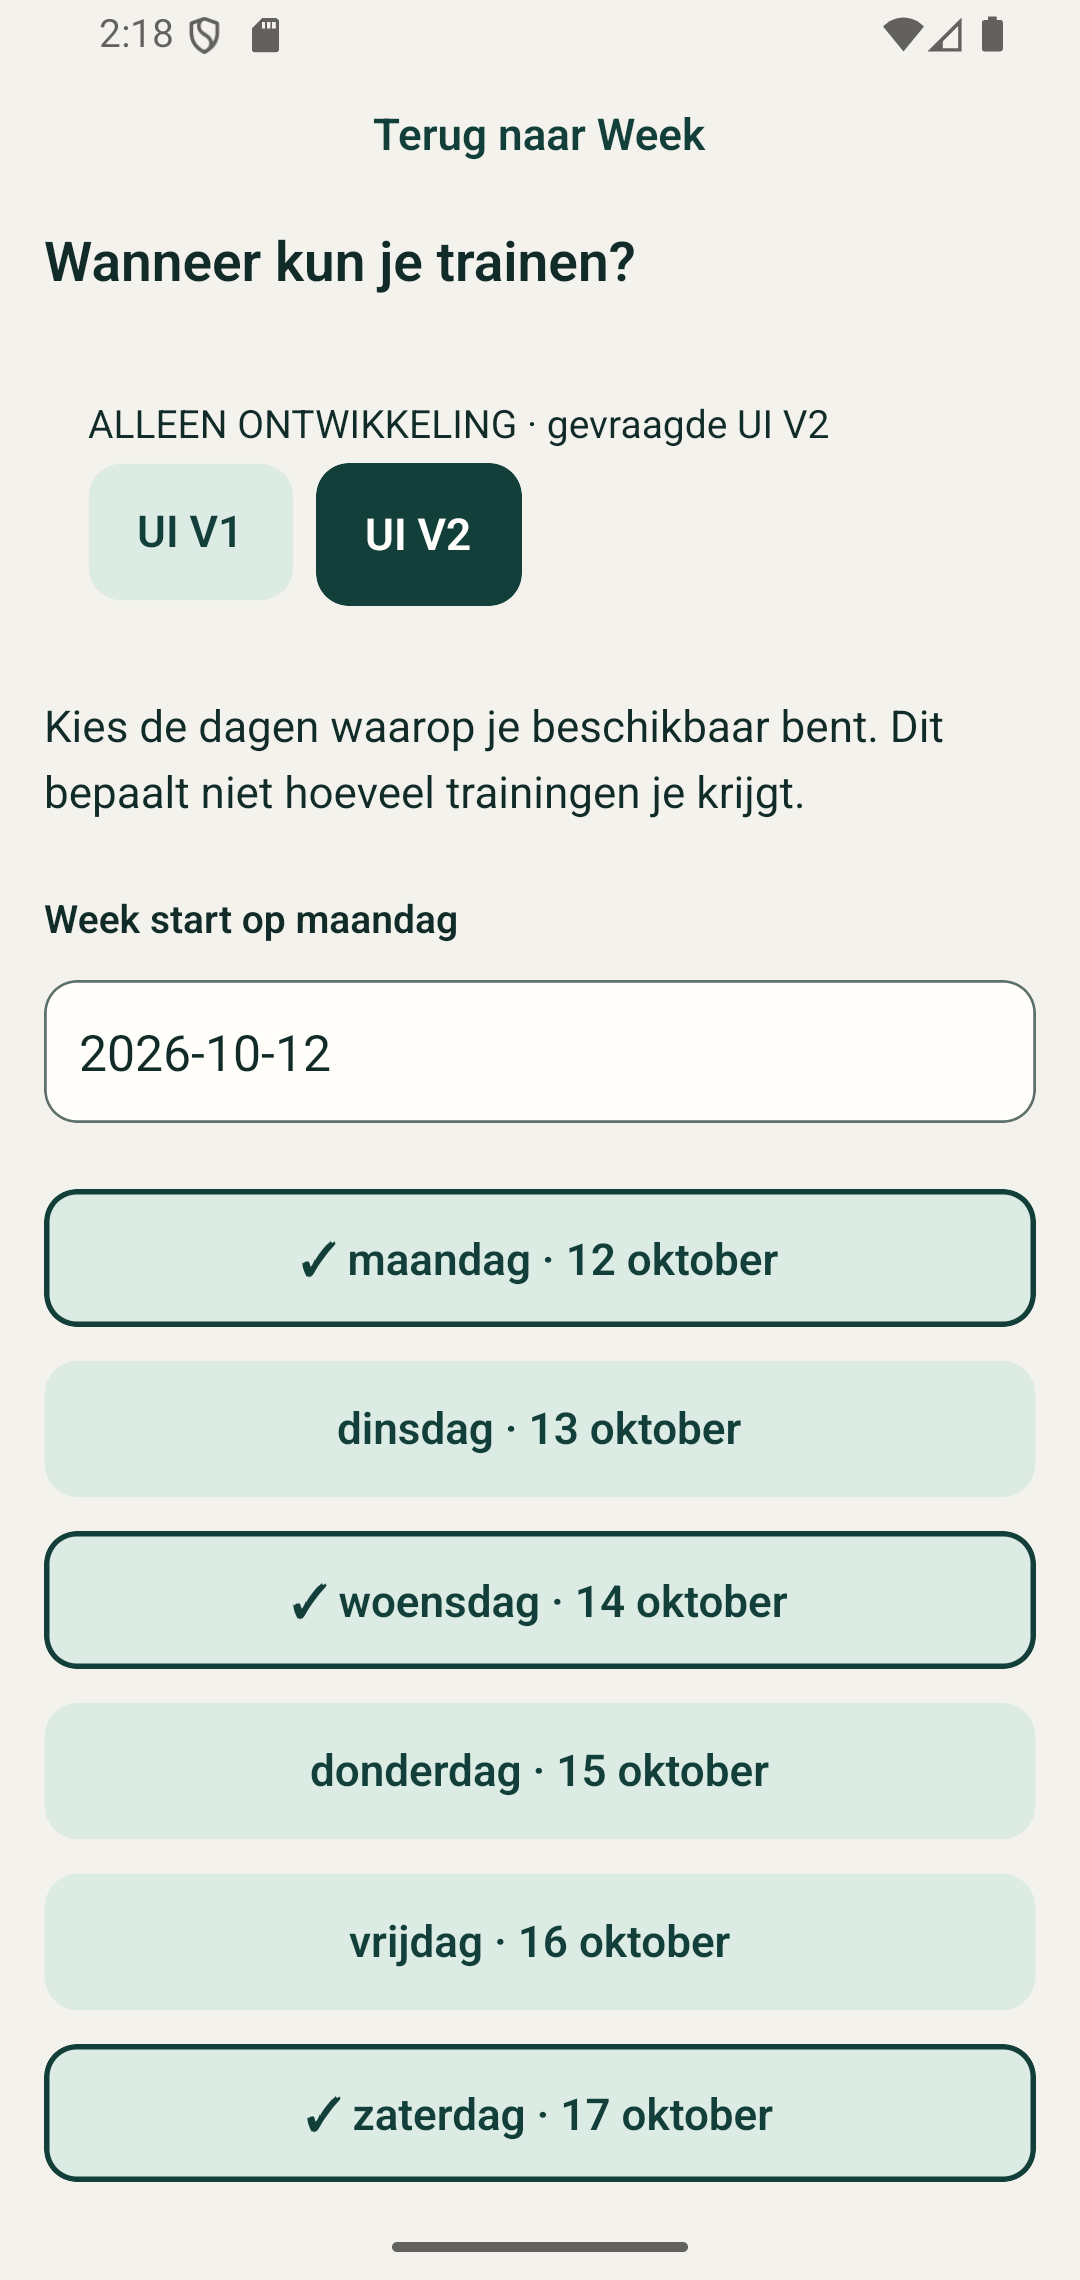 2:18
Terug naar Week
Wanneer kun je trainen?
ALLEEN ONTWIKKELING · gevraagde UI V2
UI V1
UI V2
Kies de dagen waarop je beschikbaar bent. Dit
bepaalt niet hoeveel trainingen je krijgt.
Week start op maandag
2026-10-12
✓ maandag · 12 oktober
dinsdag · 13 oktober
✓ woensdag · 14 oktober
donderdag · 15 oktober
vrijdag · 16 oktober
✓ zaterdag · 17 oktober